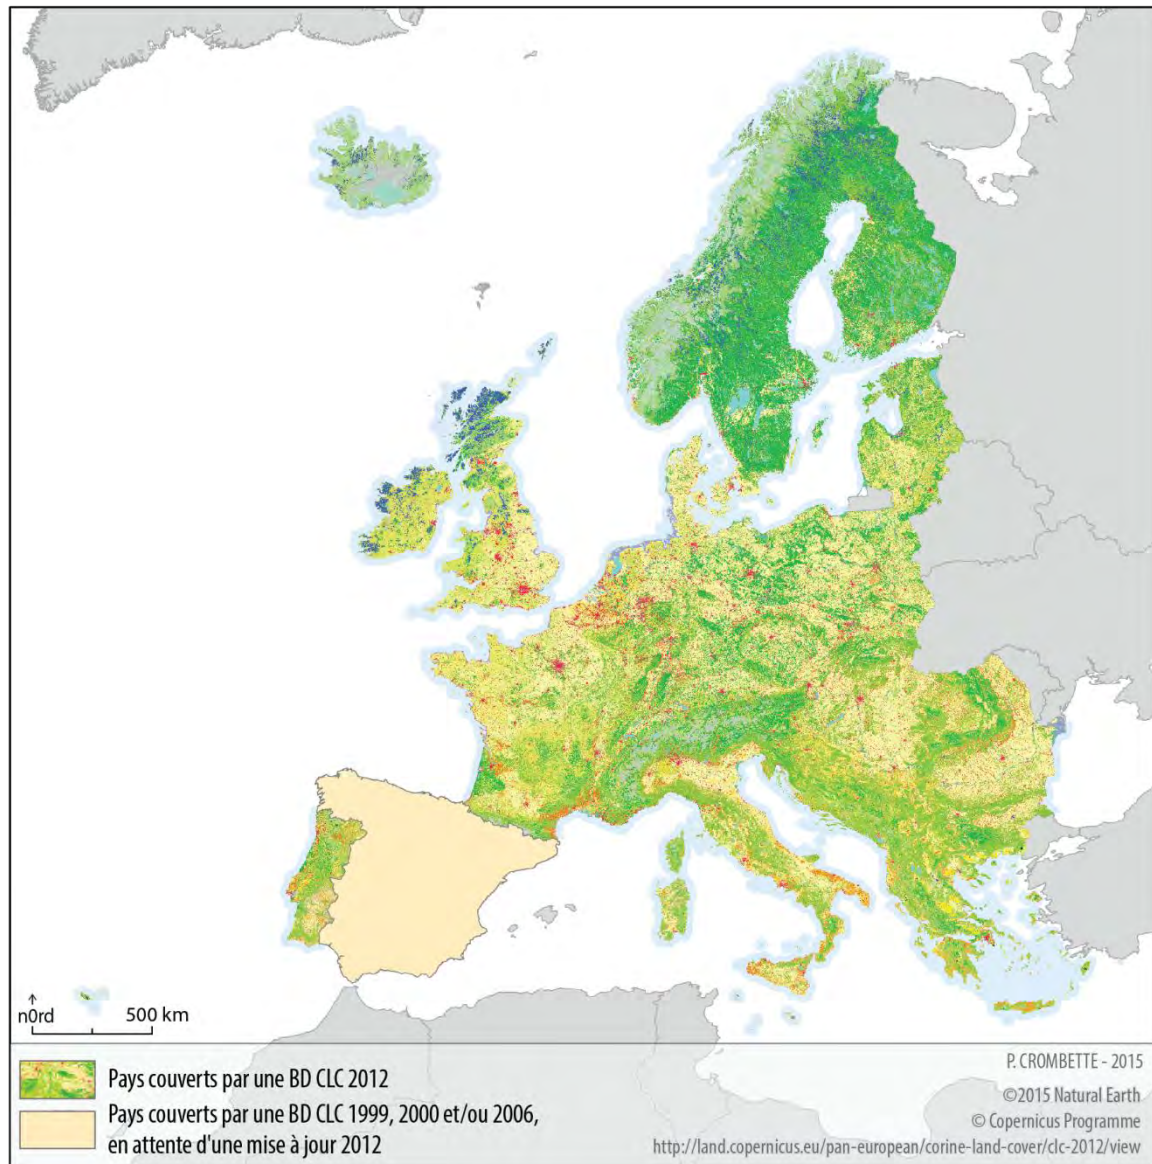 n0rd
500 km
Pays couverts par une BD CLC 2012
Pays couverts par une BD CLC 1999, 2000 et/ou 2006,
en attente d'une mise à jour 2012
P. CROMBETTE - 2015
©2015 Natural Earth
© Copernicus Programme
http://land.copernicus.eu/pan-european/corine-land-cover/clc-2012/view